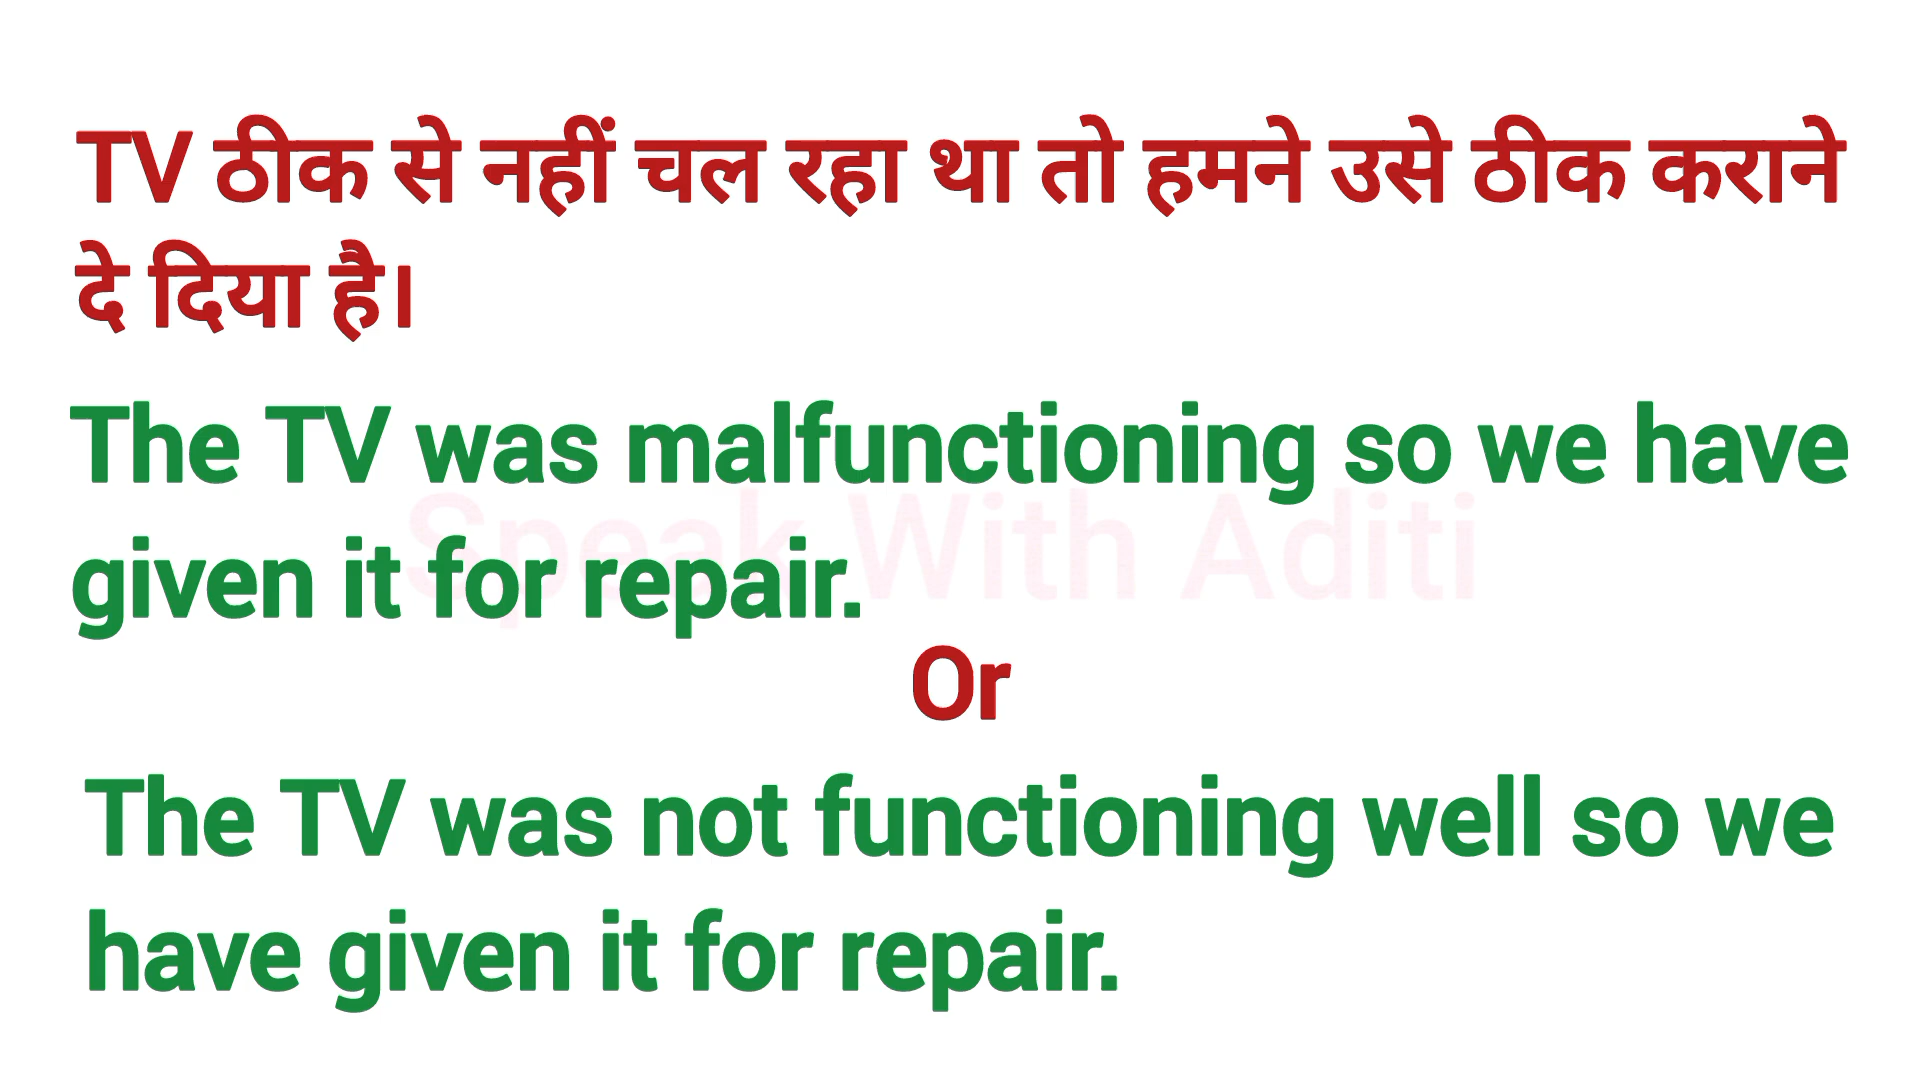 TV ठीक से नहीं चल रहा था तो हमने उसे ठीक कराने
दे दिया है।
The TV was malfunctioning so we have
Speak With Aditi
given it for repair.
Or
The TV was not functioning well so we
have given it for repair.